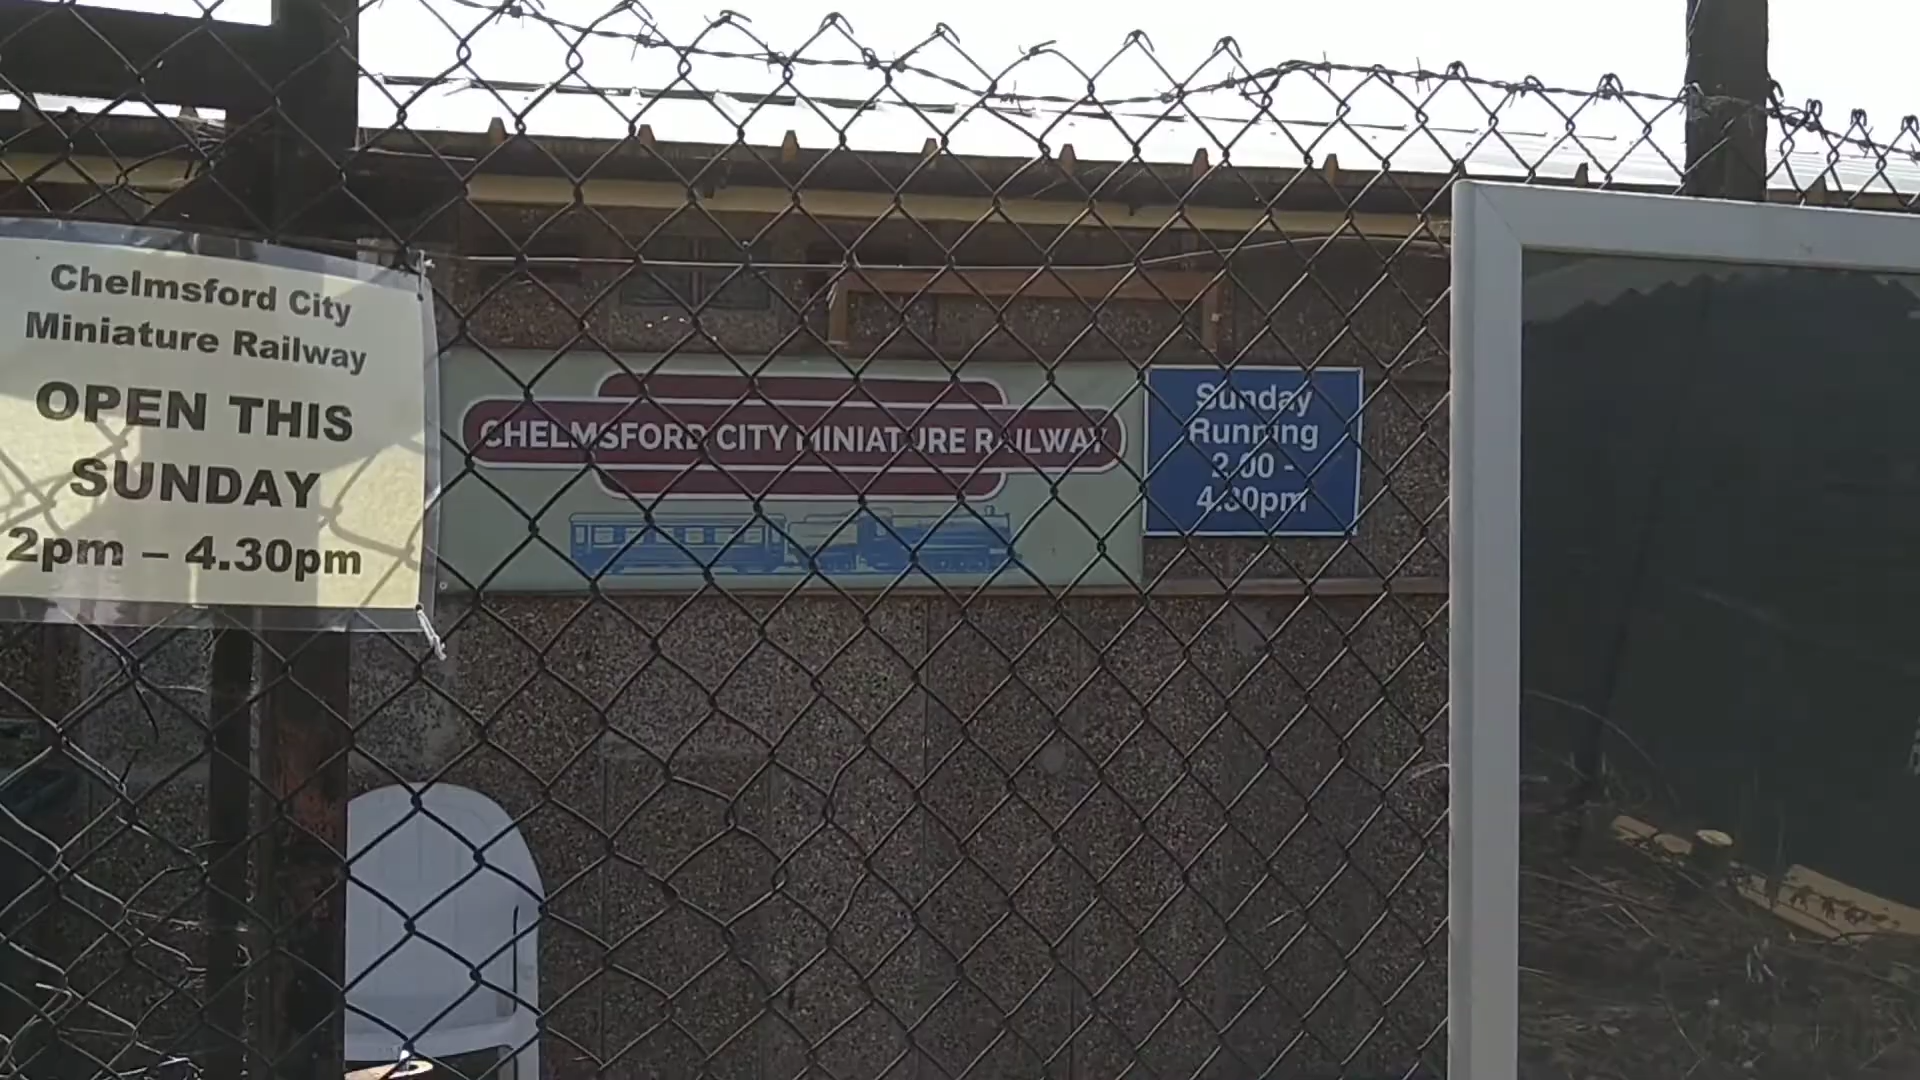 Chelmsford City
Miniature Railway
OPEN THIS
SUNDAY
2pm – 4.30pm
CHELMSFORD CITY MINIATURE RAILWAY
Sunday
Running
2.00 -
4.30pm